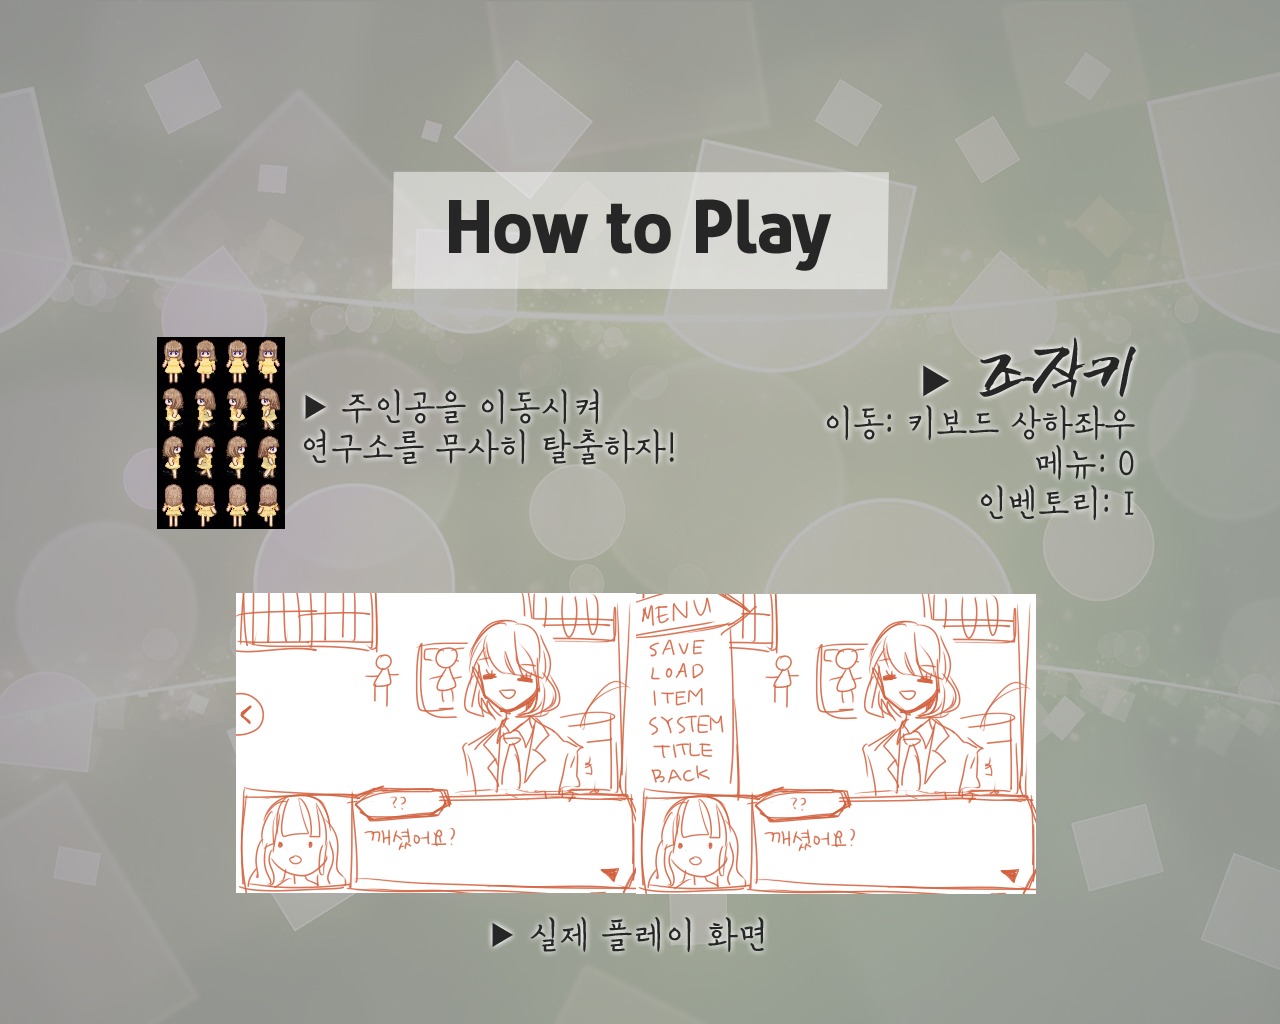 How to Play
▶ 주인공을 이동시켜
연구소를 무사히 탈출하자!
▶ 조작키
이동: 키보드 상하좌우
메뉴: O
인벤토리: I
??
깨셨어요?
MENU
SAVE
LOAD
ITEM
SYSTEM
TITLE
BACK
??
깨셨어요?
▶ 실제 플레이 화면